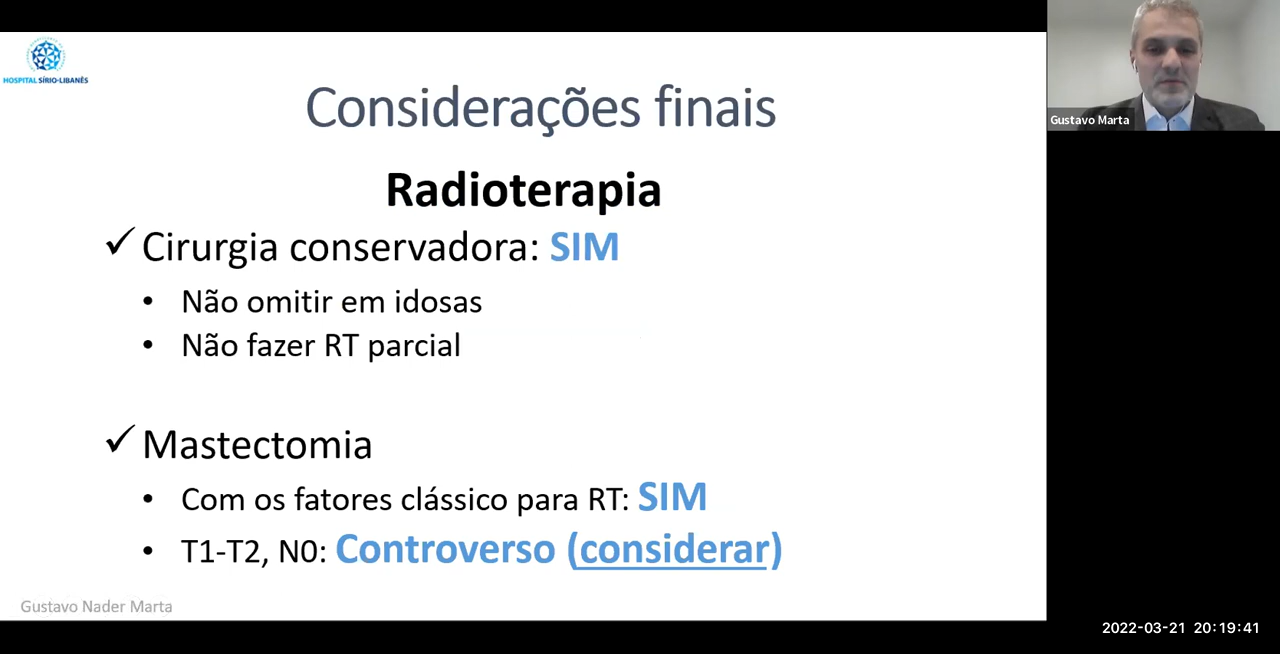 HOSPITAL SÍRIO-LIBANÊS
Considerações finais
Radioterapia
✓ Cirurgia conservadora: SIM
• Não omitir em idosas
• Não fazer RT parcial
✓ Mastectomia
• Com os fatores clássico para RT: SIM
• T1-T2, N0: Controverso (considerar)
Gustavo Nader Marta
Gustavo Marta
2022-03-21 20:19:41